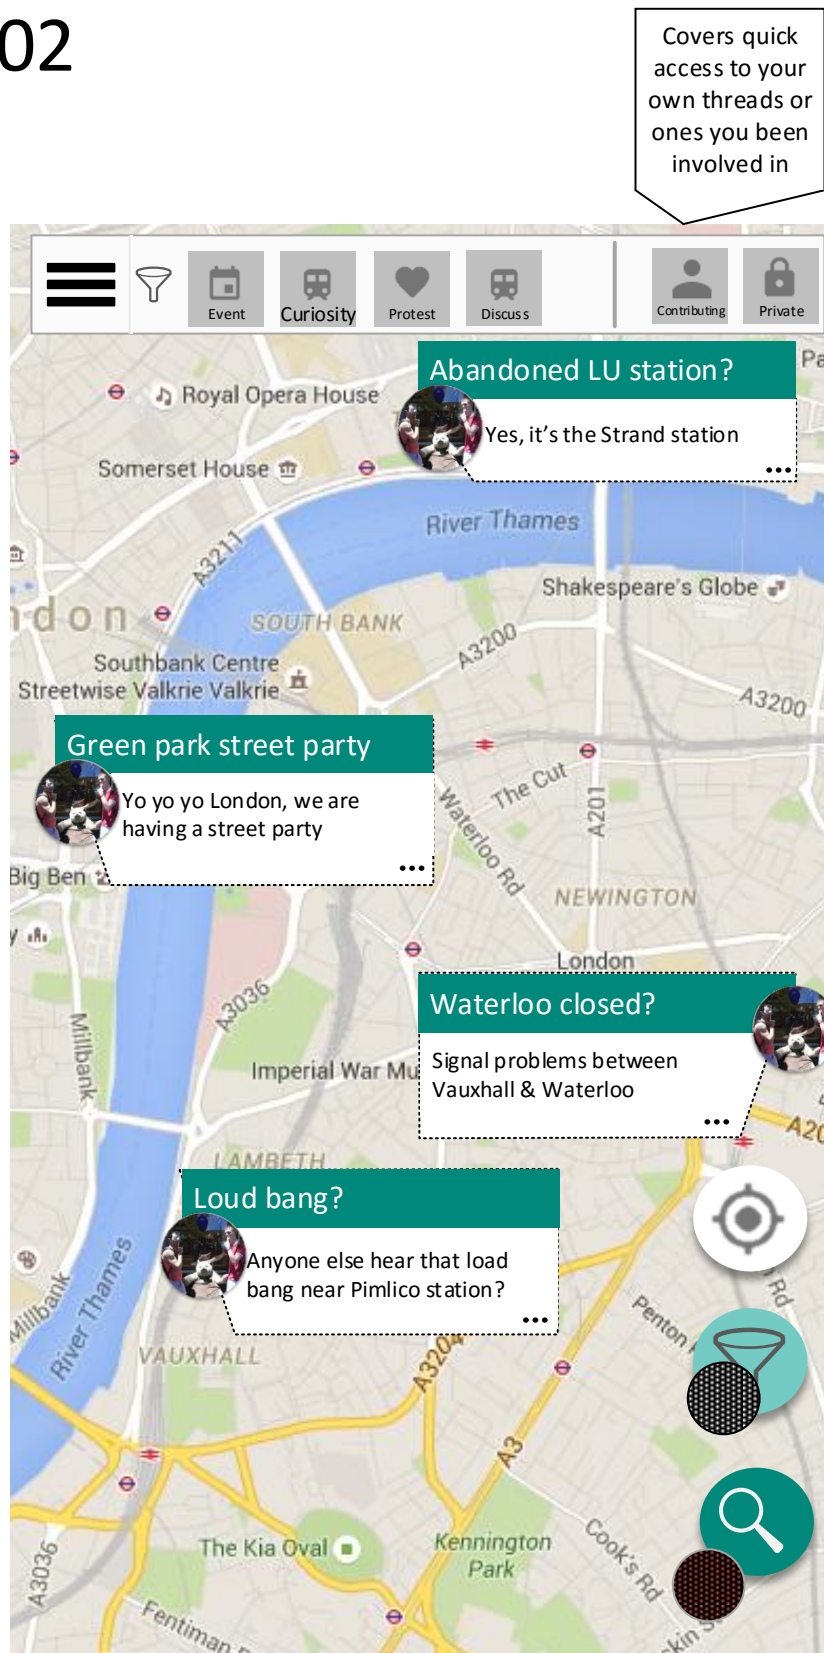 02
Covers quick
access to your
own threads or
ones you been
involved in
Event
Curiosity
Protest
Discuss
Contributing
Private
Abandoned LU station?
Yes, it's the Strand station
...
Royal Opera House
Somerset House
River Thames
A3211
Shakespeare's Globe
SOUTH BANK
A3200
Southbank Centre
Streetwise Valkrie Valkrie
A3200
Green park street party
Yo yo yo London, we are
having a street party
...
The Cut
A201
Waterloo Rd
Big Ben
NEWINGTON
London
A3036
Millbank
Waterloo closed?
Signal problems between
Vauxhall & Waterloo
...
Imperial War Mu
LAMBETH
Loud bang?
Anyone else hear that load
bang near Pimlico station?
...
Millbank
River Thames
Penton
Rd
VAUXHALL
A3204
A3
The Kia Oval
Kennington
Park
Cook's Rd
A3036
Fentiman